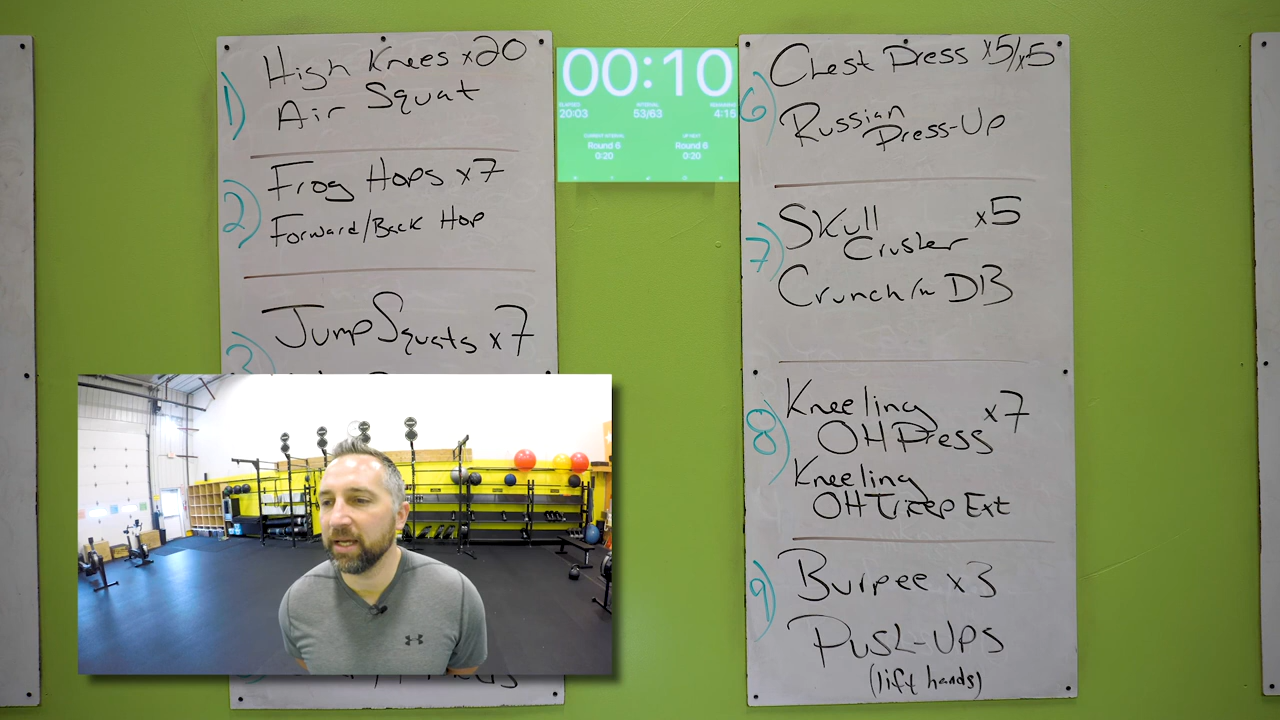 1) High Knees x20
Air Squat
2) Frog Hops x7
Forward/Back Hop
3) Jump Squats x7
00:10
ELAPSED INTERVAL REMAINING
20:03 53/63 4:15
CURRENT INTERVAL UP NEXT
Round 6 Round 6
0:20 0:20
6) Chest Press x5/x5
Russian
Press-Up
7) Skull x5
Crusher
Crunch/w DB
8) Kneeling x7
OH Press
Kneeling
OH Tricep Ext
9) Burpee x3
Push-Ups
(lift hands)